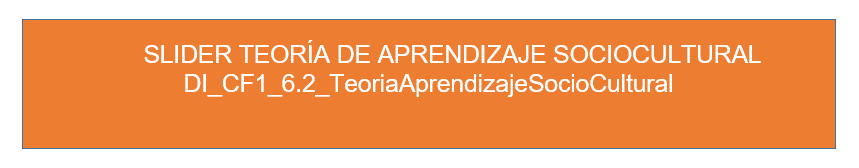 SLIDER TEORÍA DE APRENDIZAJE SOCIOCULTURAL
DI_CF1_6.2_TeoriaAprendizajeSocioCultural